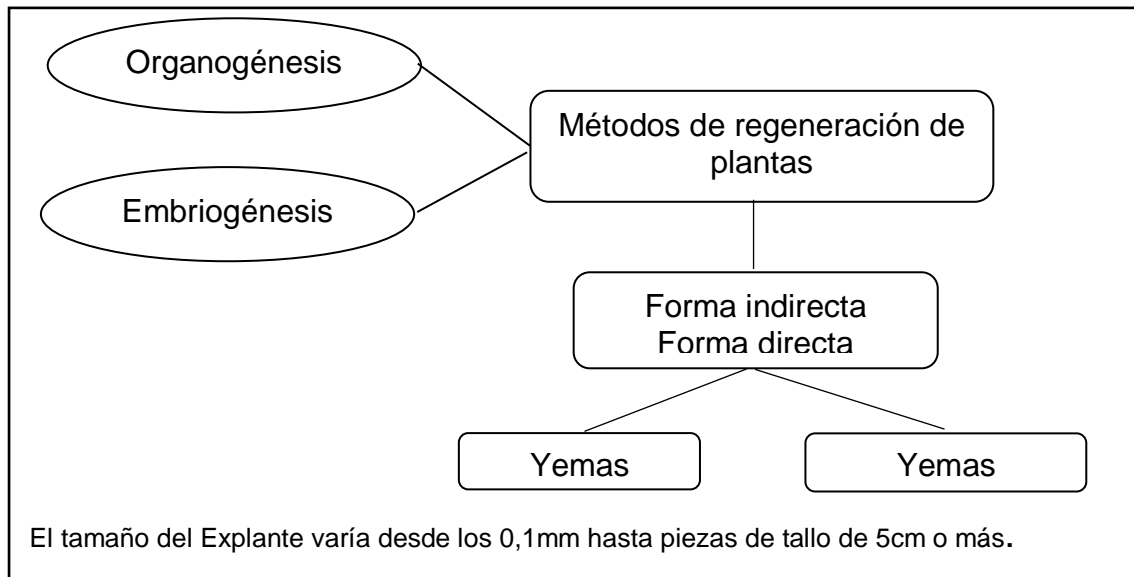 Organogénesis
Métodos de regeneración de
plantas
Embriogénesis
Forma indirecta
Forma directa
Yemas
Yemas
El tamaño del Explante varía desde los 0,1mm hasta piezas de tallo de 5cm o más.